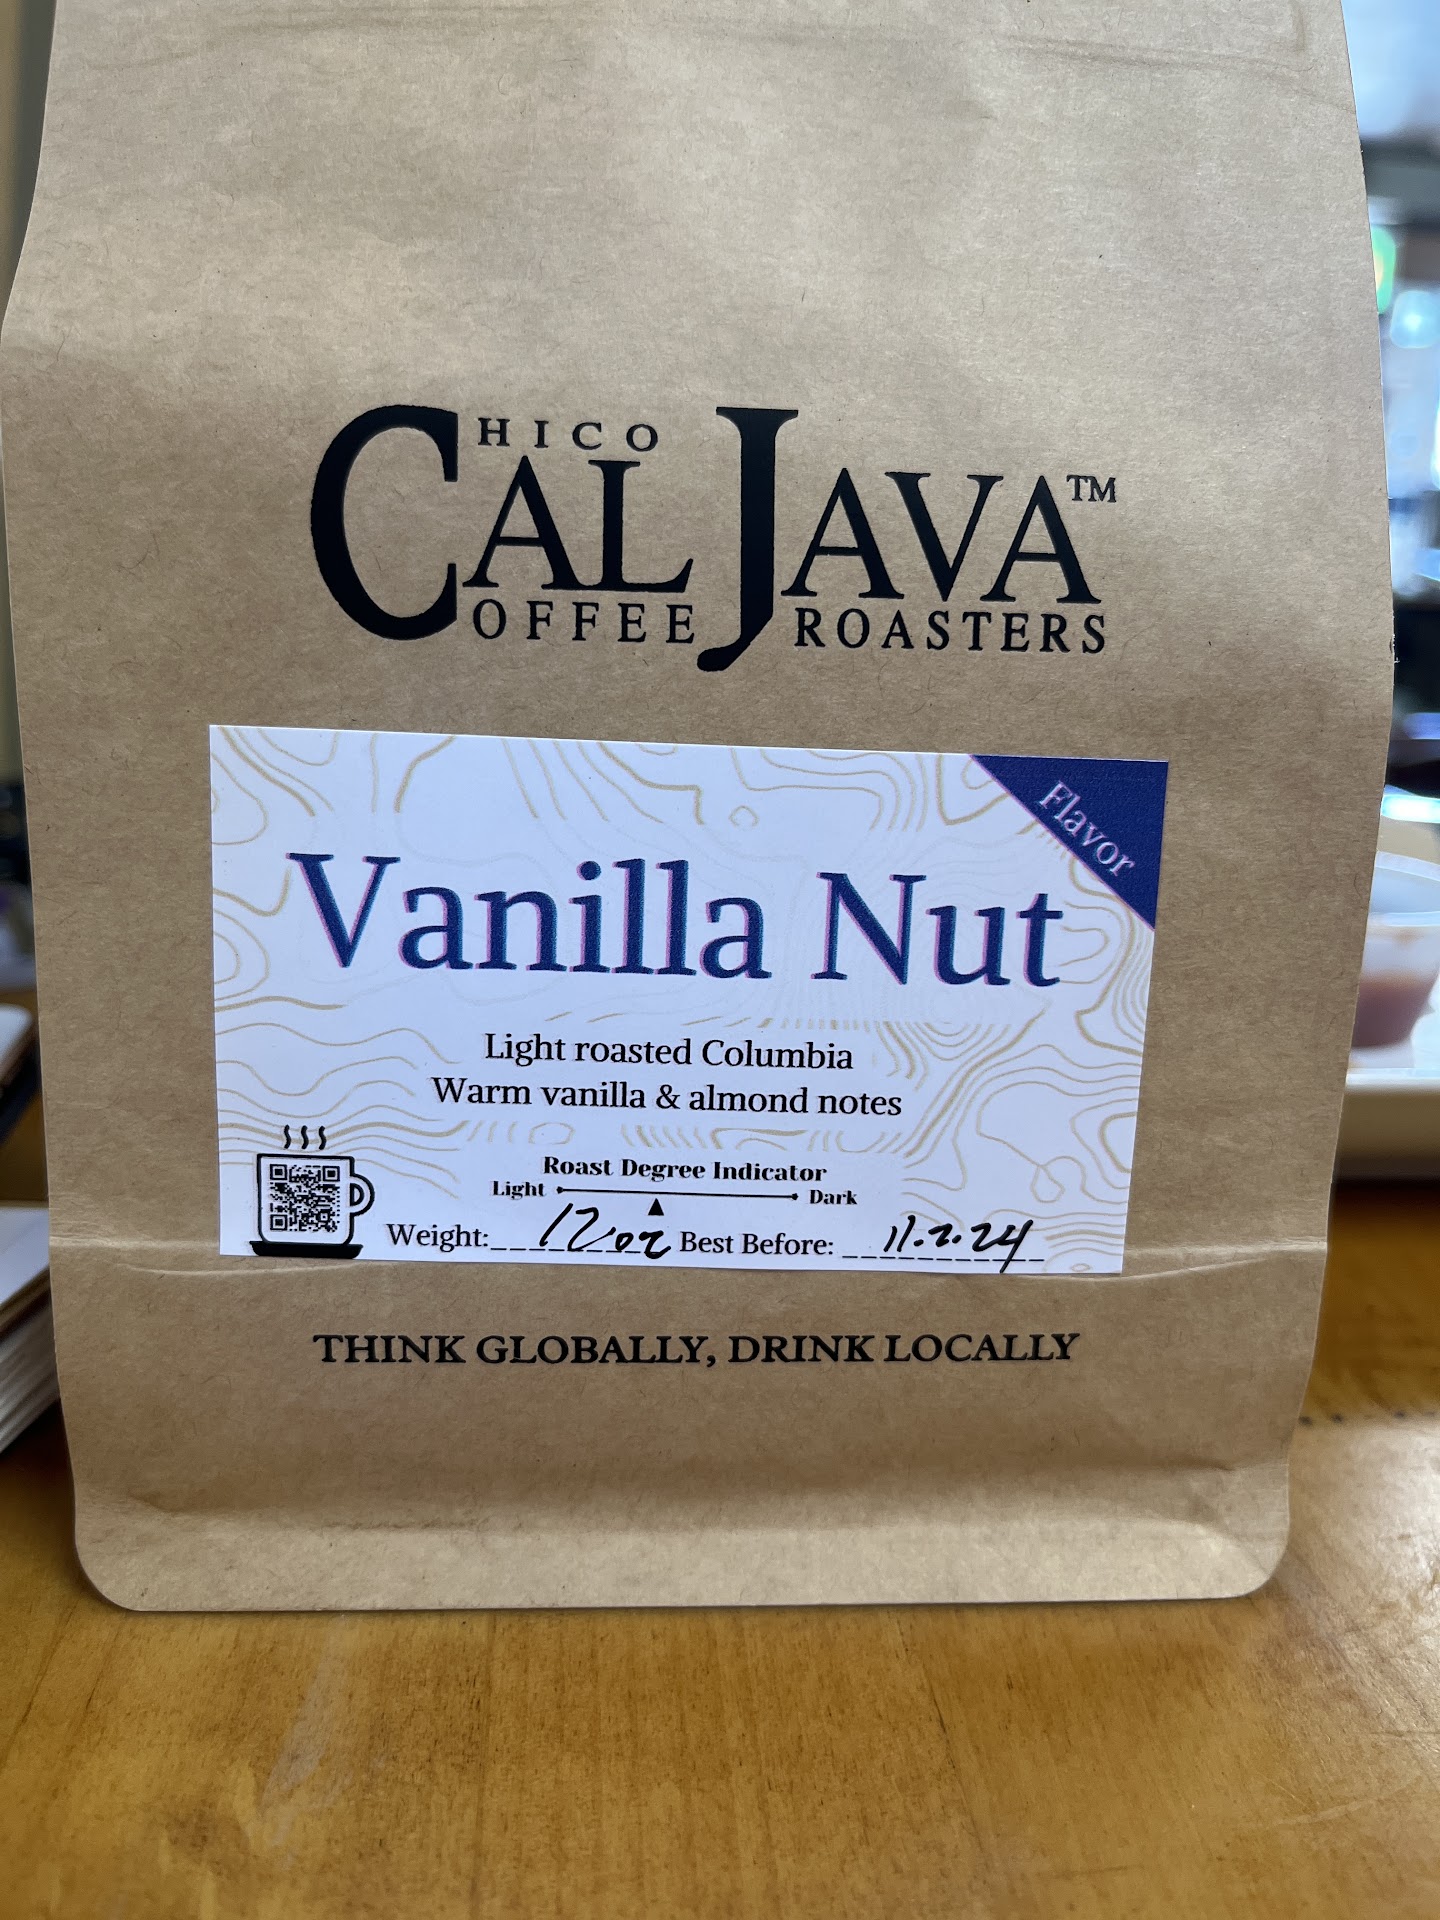 CHICO
CAL JAVA™
COFFEE ROASTERS
Flavor
Vanilla Nut
Light roasted Columbia
Warm vanilla & almond notes
Roast Degree Indicator
Light Dark
Weight: 12oz Best Before: 11.2.24
THINK GLOBALLY, DRINK LOCALLY